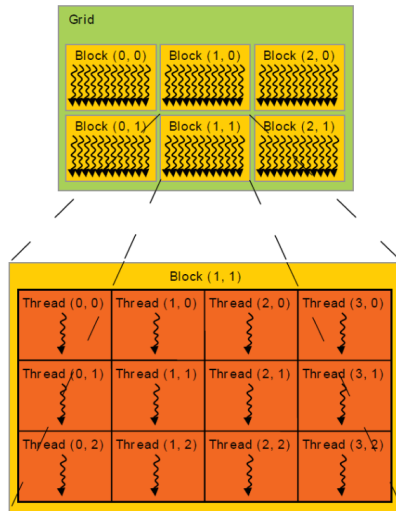 Grid
Block (0, 0) Block (1, 0) Block (2, 0)
Block (0, 1) Block (1, 1) Block (2, 1)
Block (1, 1)
Thread (0, 0) Thread (1, 0) Thread (2, 0) Thread (3, 0)
Thread (0, 1) Thread (1, 1) Thread (2, 1) Thread (3, 1)
Thread (0, 2) Thread (1, 2) Thread (2, 2) Thread (3, 2)